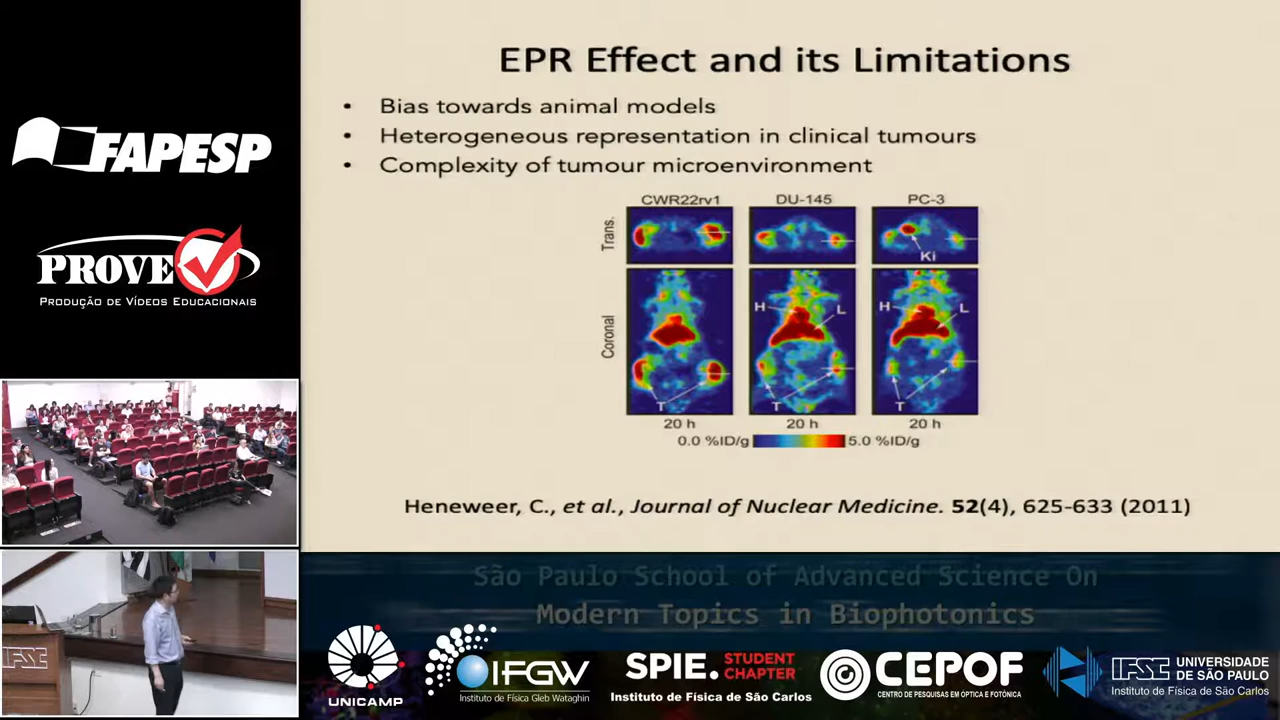 FAPESP
PROVE
PRODUÇÃO DE VÍDEOS EDUCACIONAIS
IFSC
EPR Effect and its Limitations
• Bias towards animal models
• Heterogeneous representation in clinical tumours
• Complexity of tumour microenvironment
CWR22rv1 DU-145 PC-3
Trans.
Ki
Coronal
H L H L
T T T
20 h 20 h 20 h
0.0 %ID/g 5.0 %ID/g
Heneweer, C., et al., Journal of Nuclear Medicine. 52(4), 625-633 (2011)
São Paulo School of Advanced Science On
Modern Topics in Biophotonics
UNICAMP
IFGW
Instituto de Física Gleb Wataghin
SPIE. STUDENT
CHAPTER
Instituto de Física de São Carlos
CEPOF
CENTRO DE PESQUISAS EM ÓPTICA E FOTÔNICA
IFSC UNIVERSIDADE
DE SÃO PAULO
Instituto de Física de São Carlos